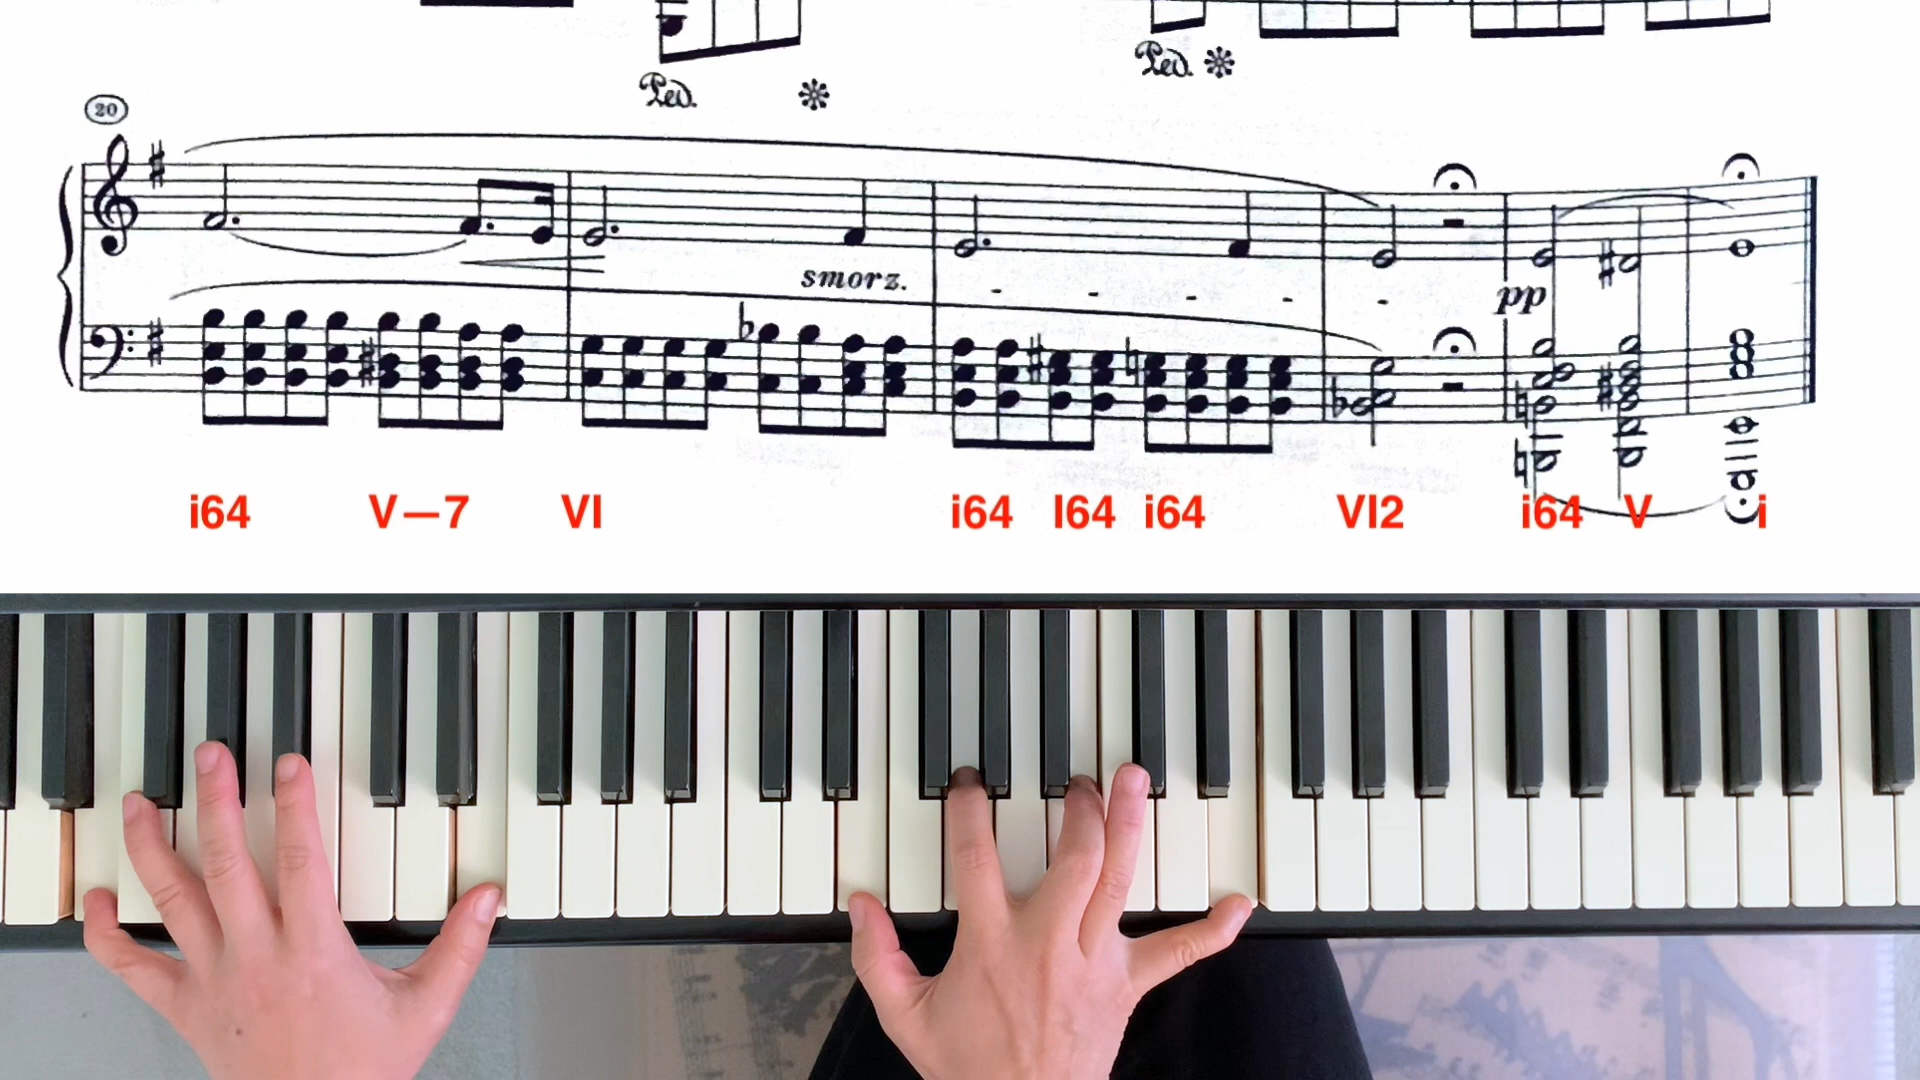 Ped. *
Ped. *
20
smorz. - - - - -
pp
i64 V—7 VI i64 I64 i64 VI2 i64 V i